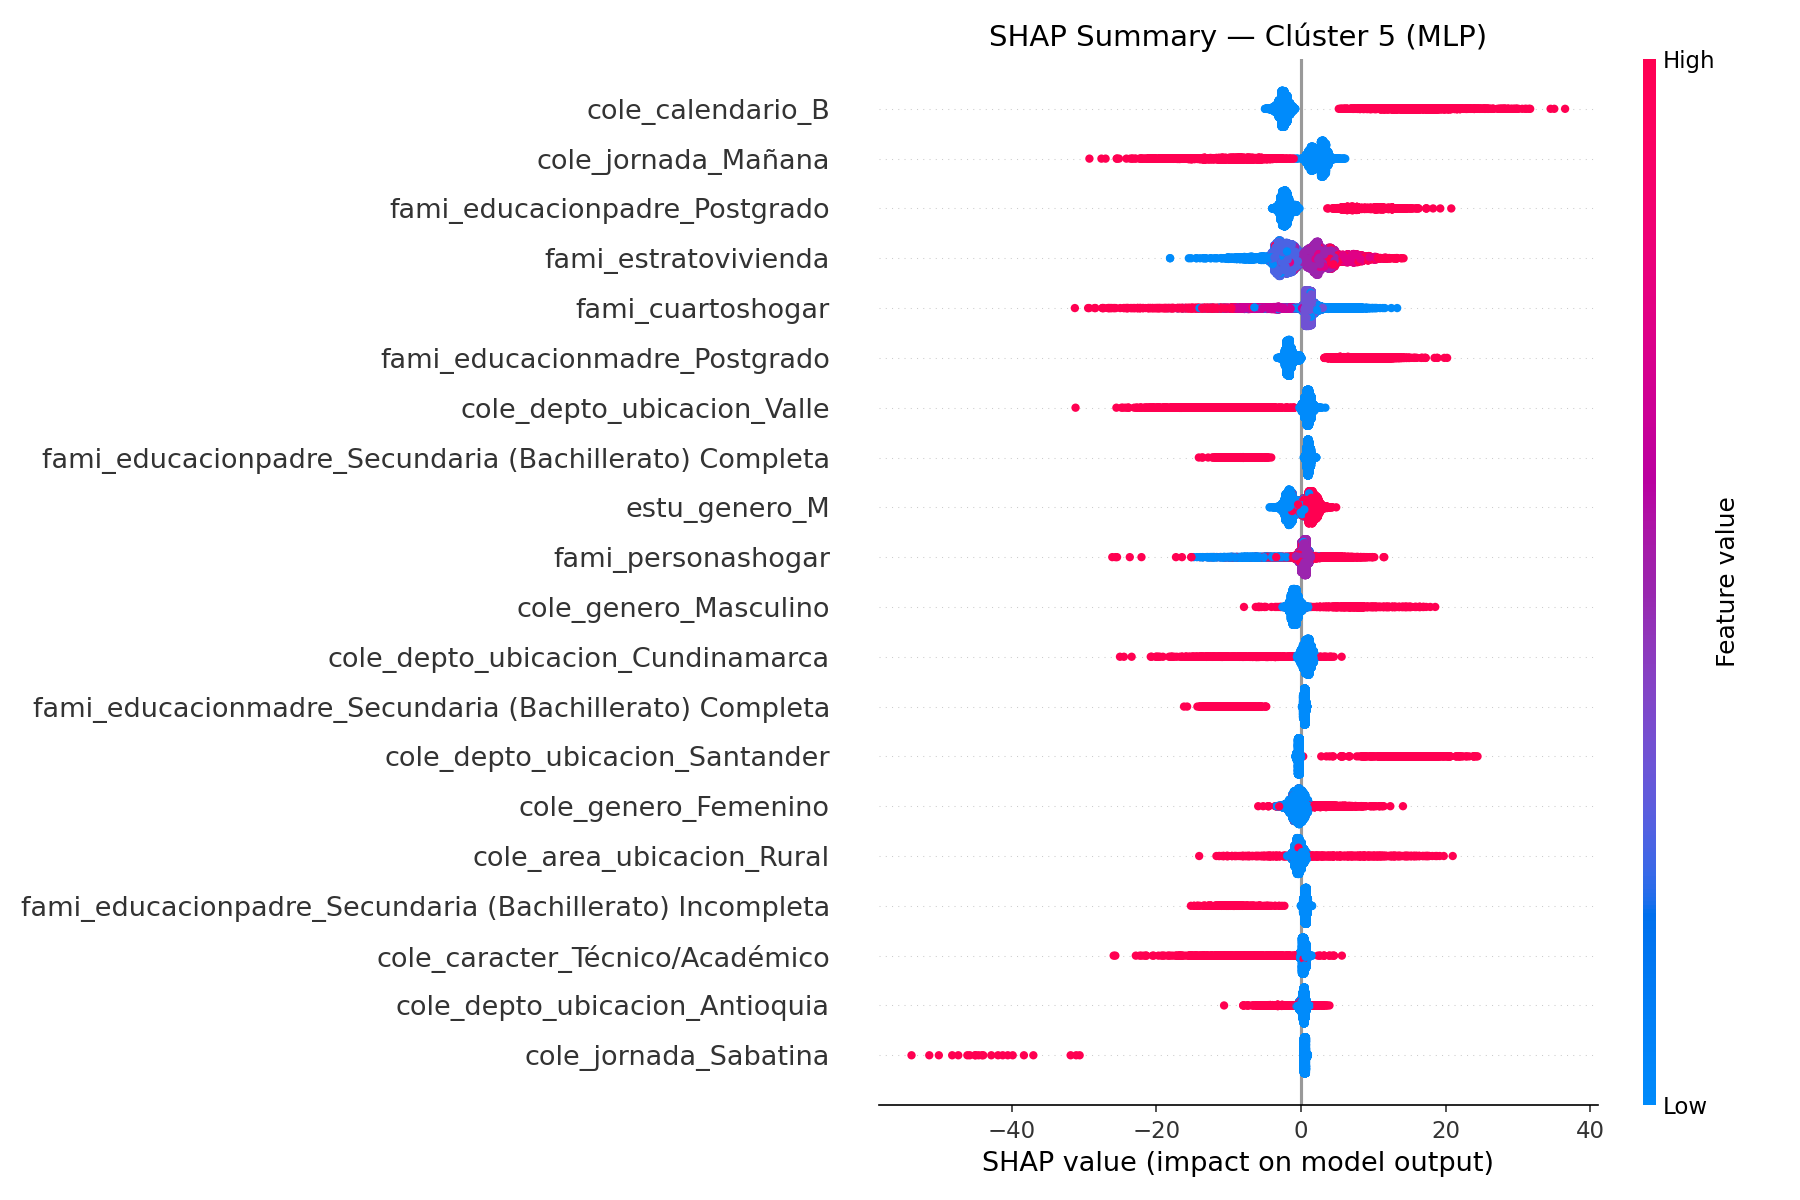 SHAP Summary — Clúster 5 (MLP)
High
cole_calendario_B
cole_jornada_Mañana
fami_educacionpadre_Postgrado
fami_estratovivienda
fami_cuartoshogar
fami_educacionmadre_Postgrado
cole_depto_ubicacion_Valle
fami_educacionpadre_Secundaria (Bachillerato) Completa
estu_genero_M
fami_personashogar
cole_genero_Masculino
cole_depto_ubicacion_Cundinamarca
fami_educacionmadre_Secundaria (Bachillerato) Completa
cole_depto_ubicacion_Santander
cole_genero_Femenino
cole_area_ubicacion_Rural
fami_educacionpadre_Secundaria (Bachillerato) Incompleta
cole_caracter_Técnico/Académico
cole_depto_ubicacion_Antioquia
cole_jornada_Sabatina
Feature value
Low
−40 −20 0 20 40
SHAP value (impact on model output)